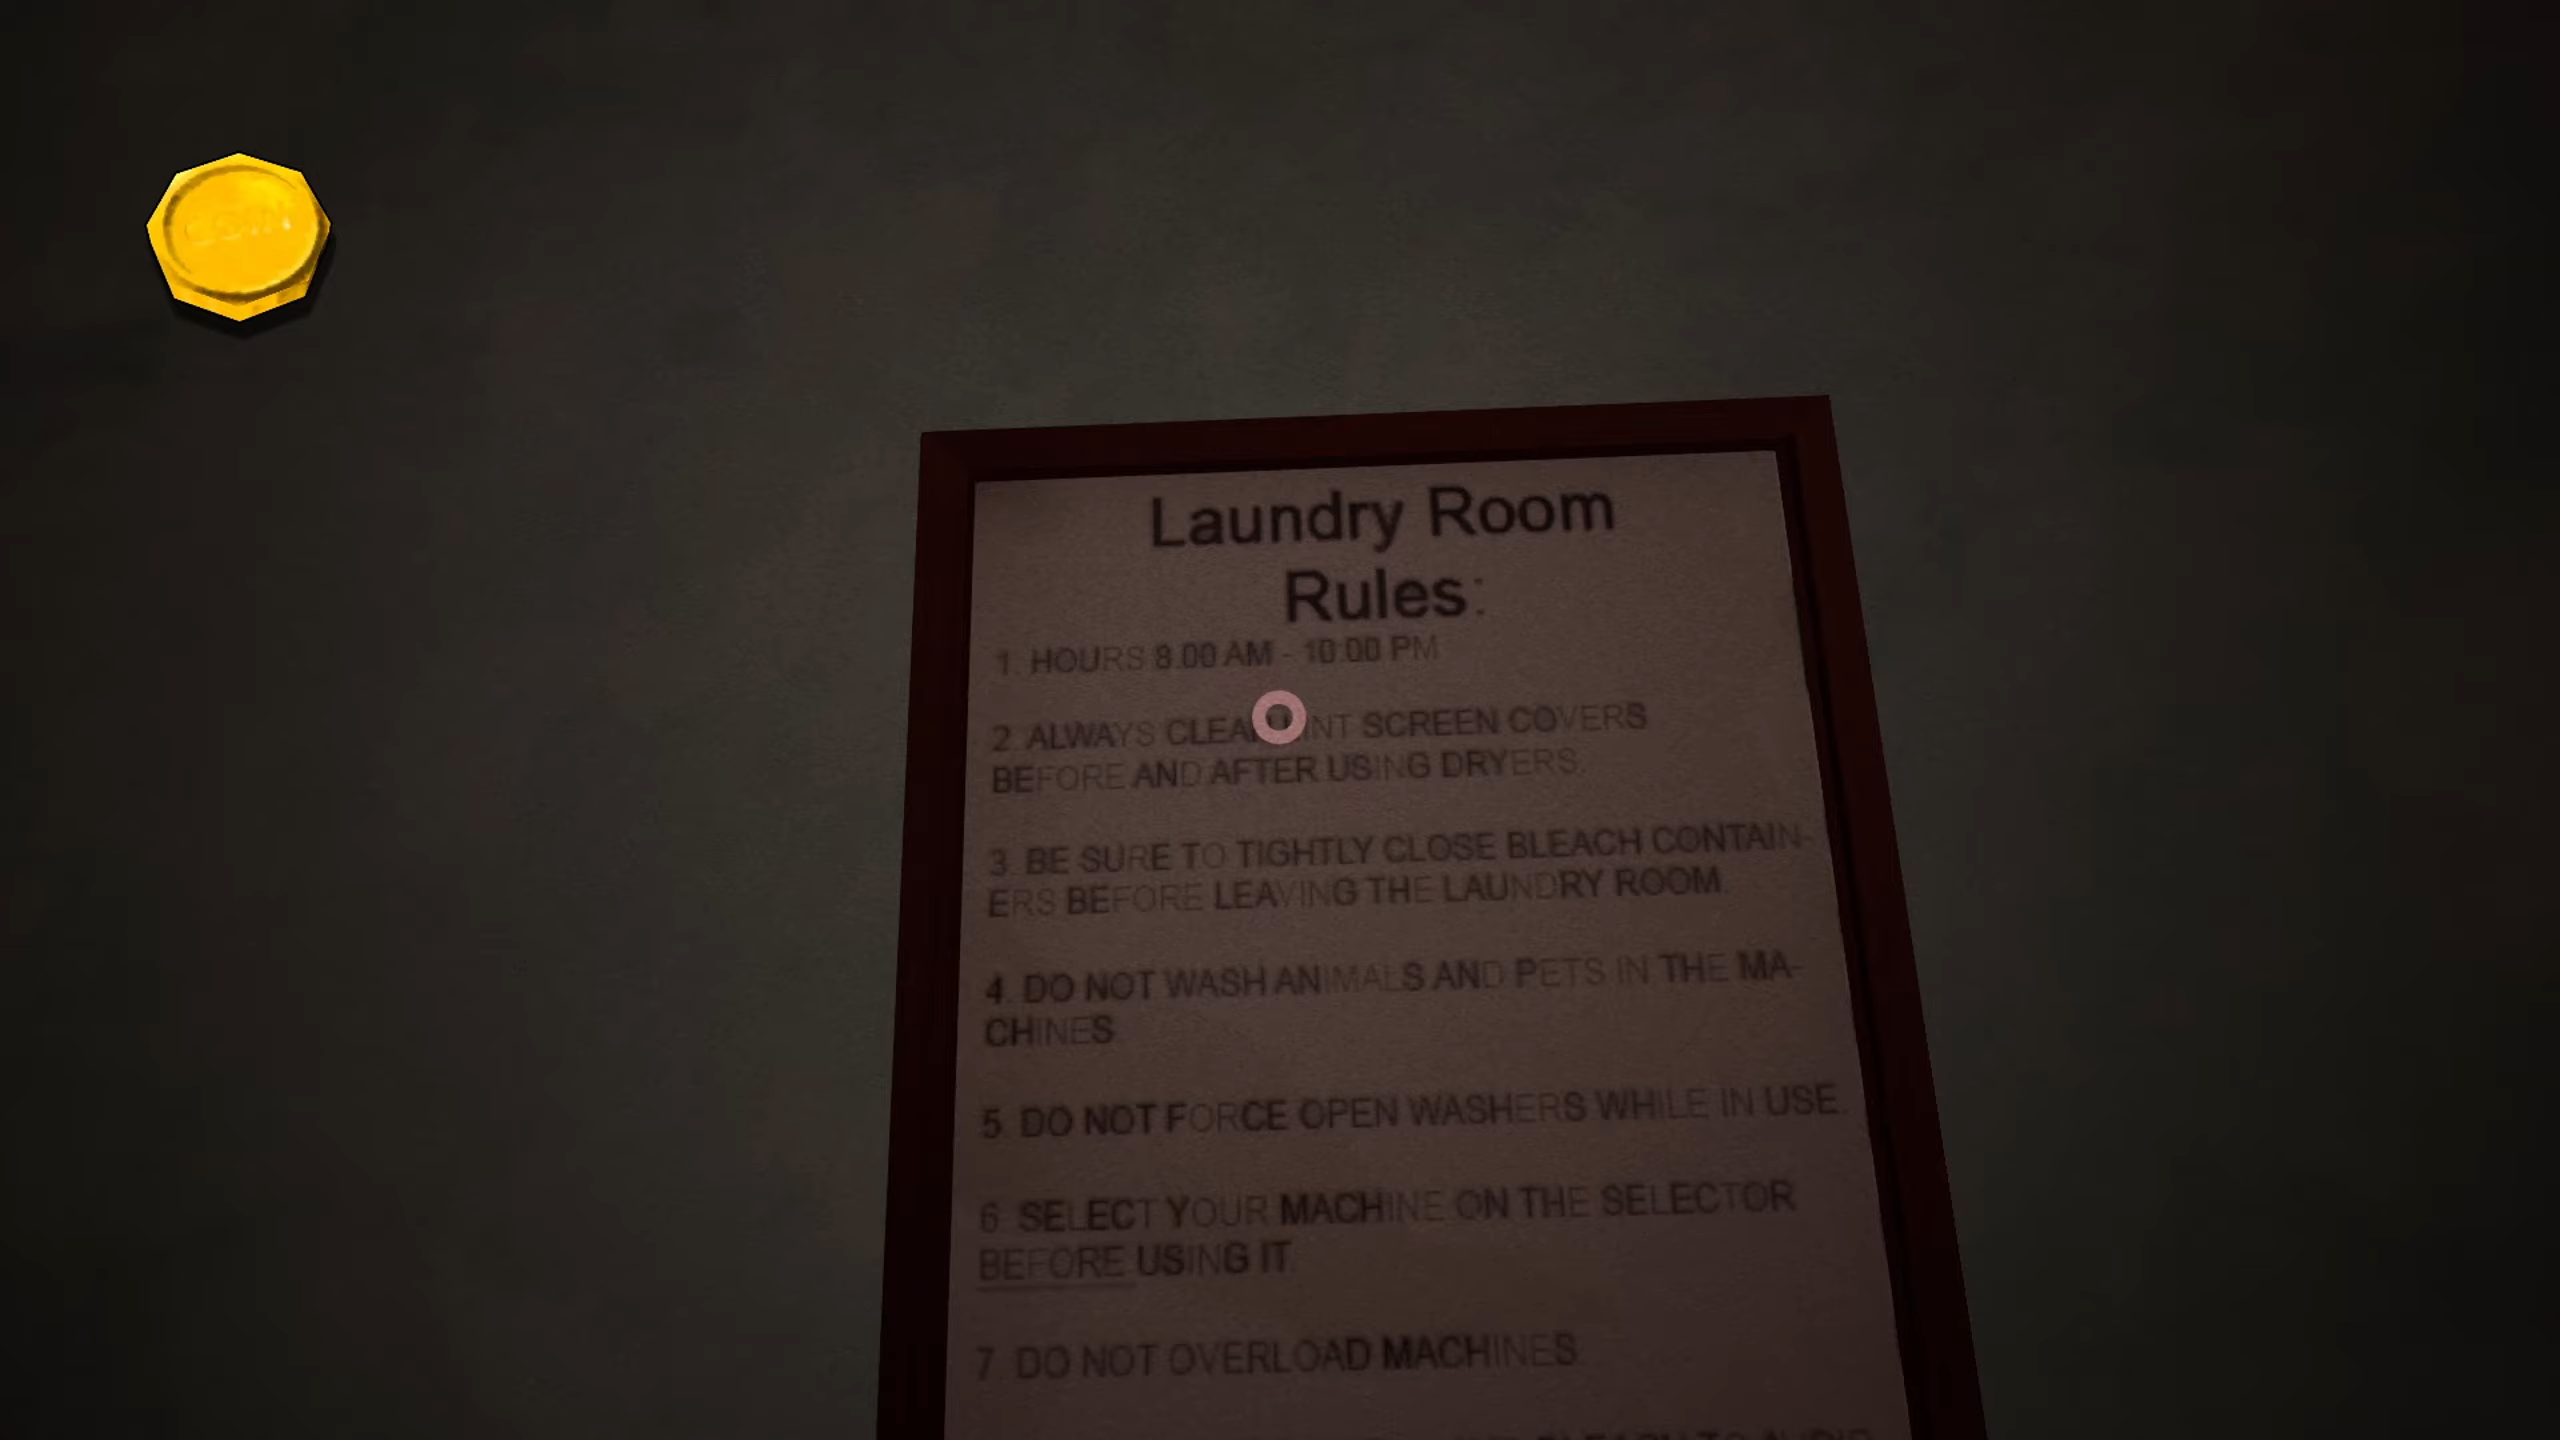 COIN
Laundry Room
Rules:
1. HOURS 8.00 AM - 10:00 PM
2. ALWAYS CLEAN LINT SCREEN COVERS
BEFORE AND AFTER USING DRYERS.
3. BE SURE TO TIGHTLY CLOSE BLEACH CONTAIN-
ERS BEFORE LEAVING THE LAUNDRY ROOM.
4. DO NOT WASH ANIMALS AND PETS IN THE MA-
CHINES
5. DO NOT FORCE OPEN WASHERS WHILE IN USE.
6. SELECT YOUR MACHINE ON THE SELECTOR
BEFORE USING IT.
7. DO NOT OVERLOAD MACHINES